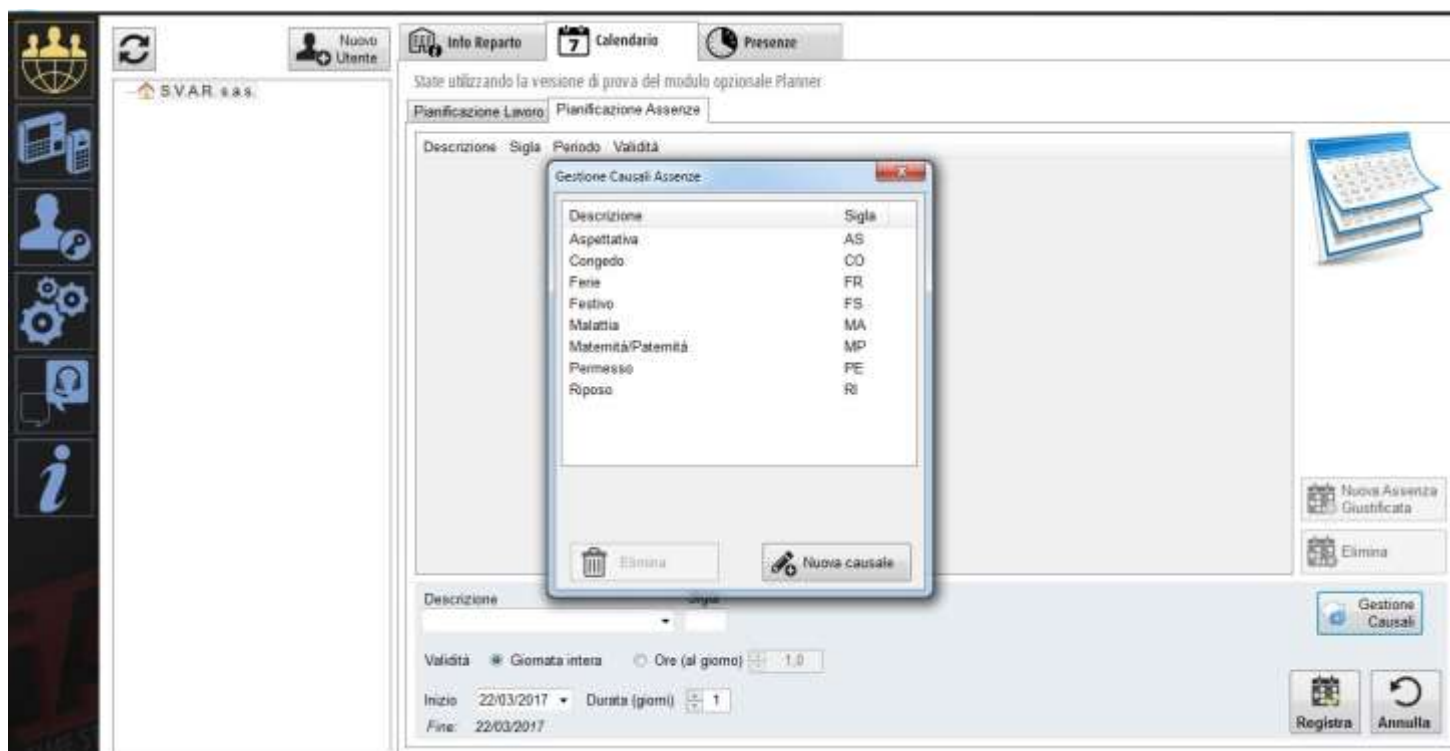 Nuovo
Utente
Info Reparto
7
Calendario
Presenze
S.V.A.R. s.a.s.
State utilizzando la versione di prova del modulo opzionale Planner
Pianificazione Lavoro
Pianificazione Assenze
Descrizione Sigla Periodo Validità
Gestione Causali Assenze
Descrizione Sigla
Aspettativa AS
Congedo CO
Ferie FR
Festivo FS
Malattia MA
Maternità/Paternità MP
Permesso PE
Riposo RI
Elimina
Nuova causale
Nuova Assenza
Giustificata
Elimina
Descrizione Sigla
Gestione
Causali
Validità Giornata intera Ore (al giorno) 1,0
Inizio 22/03/2017 Durata (giorni) 1
Fine: 22/03/2017
Registra
Annulla